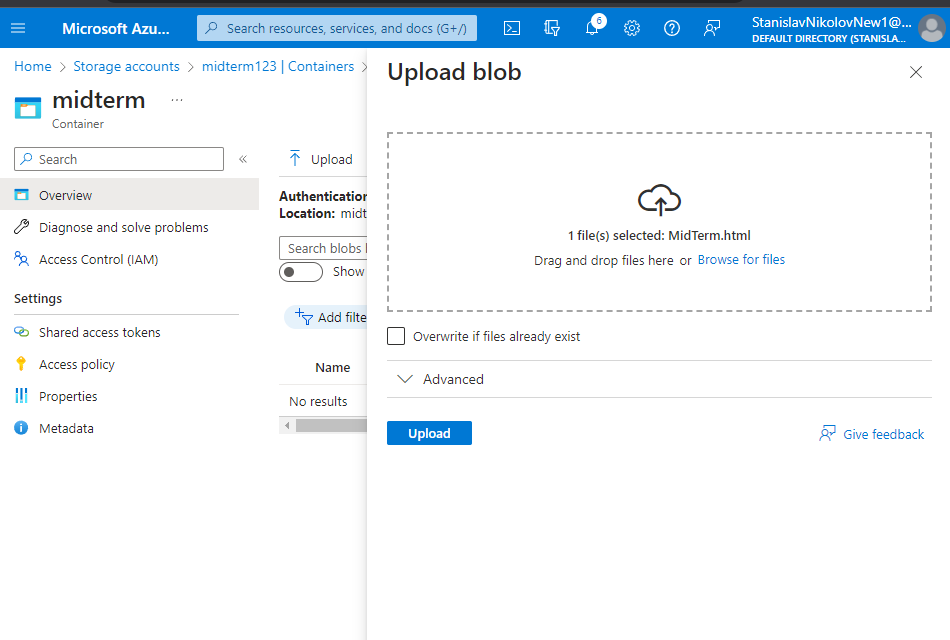 Microsoft Azu...
Search resources, services, and docs (G+/)
6
StanislavNikolovNew1@...
DEFAULT DIRECTORY (STANISLA...
Home > Storage accounts > midterm123 | Containers >
midterm ...
Container
Search
«
Overview
Diagnose and solve problems
Access Control (IAM)
Settings
Shared access tokens
Access policy
Properties
Metadata
Upload
Authentication
Location: midt
Search blobs
Show
Add filte
Name
No results
Upload blob
1 file(s) selected: MidTerm.html
Drag and drop files here or Browse for files
Overwrite if files already exist
Advanced
Upload
Give feedback